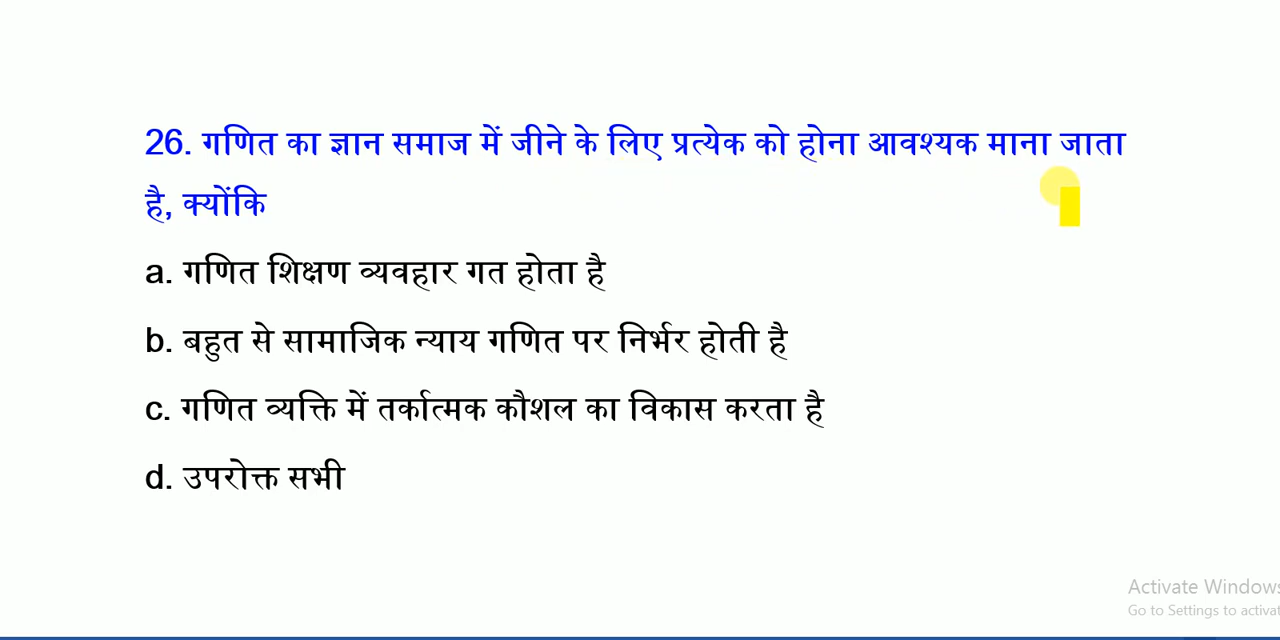 26. गणित का ज्ञान समाज में जीने के लिए प्रत्येक को होना आवश्यक माना जाता
है, क्योंकि
a. गणित शिक्षण व्यवहार गत होता है
b. बहुत से सामाजिक न्याय गणित पर निर्भर होती है
c. गणित व्यक्ति में तर्कात्मक कौशल का विकास करता है
d. उपरोक्त सभी
Activate Windows
Go to Settings to activat